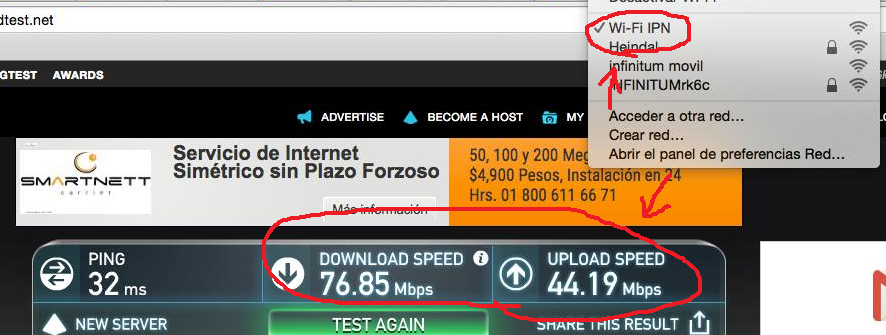 Desactivar Wi-Fi
dtest.net
Wi-Fi IPN
Heindal
infinitum movil
INFINITUMrk6c
GTEST AWARDS
ADVERTISE BECOME A HOST MY
Acceder a otra red...
Crear red...
Abrir el panel de preferencias Red...
SMARTNETT
carrier
Servicio de Internet
Simétrico sin Plazo Forzoso
Más información
50, 100 y 200 Meg
$4,900 Pesos, Instalación en 24
Hrs. 01 800 611 66 71
PING
32 ms
DOWNLOAD SPEED
76.85 Mbps
UPLOAD SPEED
44.19 Mbps
NEW SERVER
TEST AGAIN
SHARE THIS RESULT